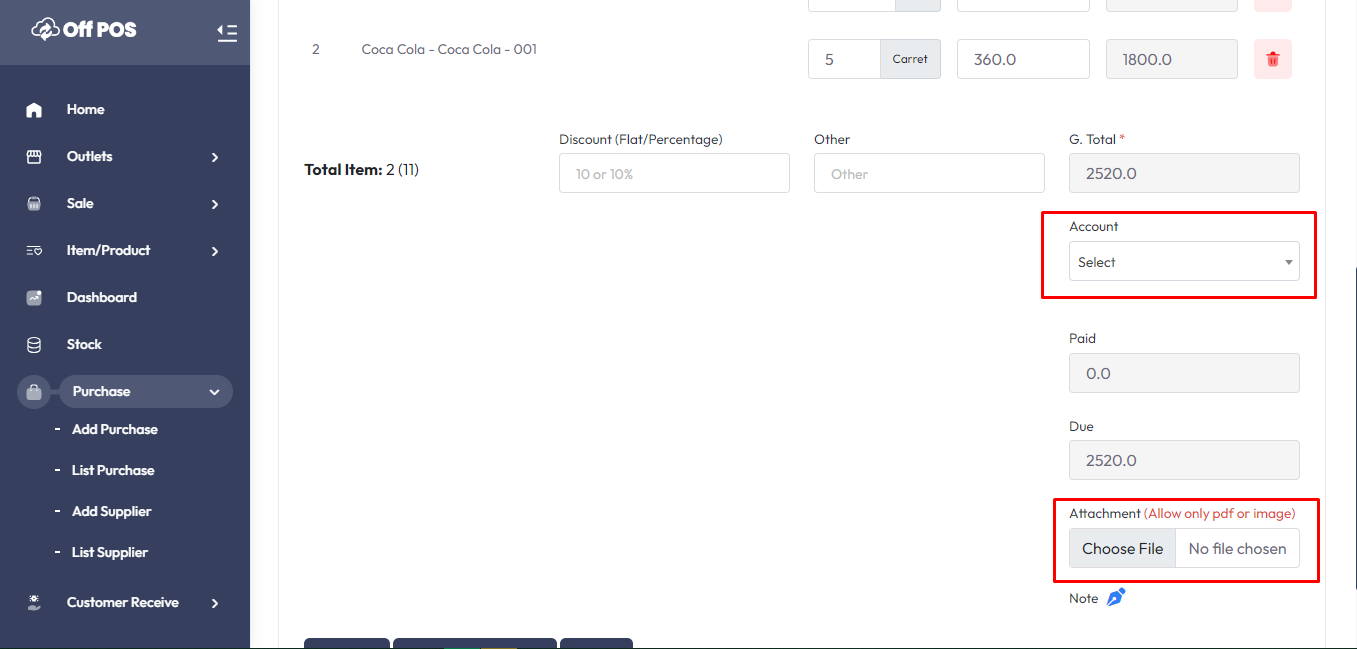 Off POS
Home
Outlets
Sale
Item/Product
Dashboard
Stock
Purchase
- Add Purchase
- List Purchase
- Add Supplier
- List Supplier
Customer Receive
2 Coca Cola - Coca Cola - 001 5 Carret 360.0 1800.0
Total Item: 2 (11)
Discount (Flat/Percentage)
10 or 10%
Other
Other
G. Total *
2520.0
Account
Select
Paid
0.0
Due
2520.0
Attachment (Allow only pdf or image)
Choose File No file chosen
Note